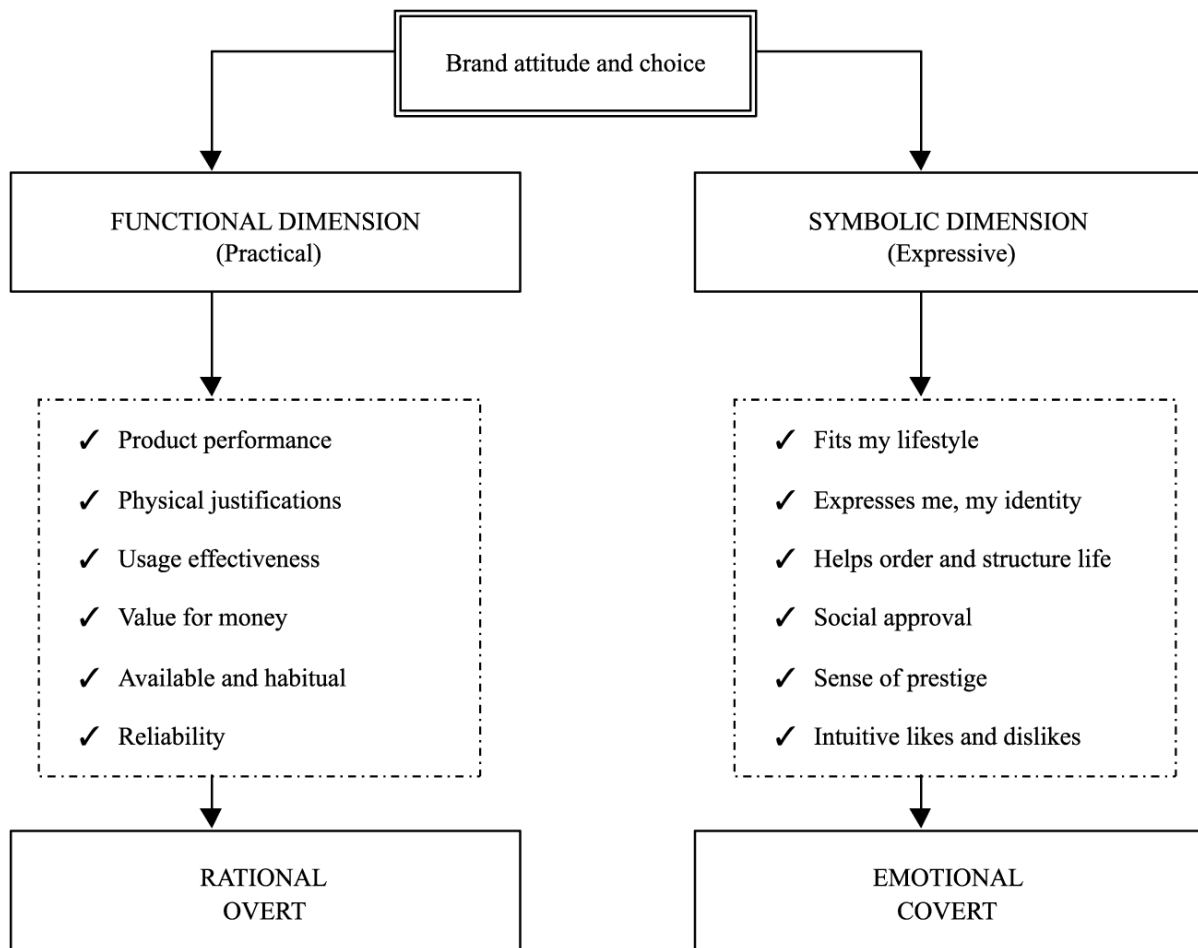 Brand attitude and choice
FUNCTIONAL DIMENSION
(Practical)
✓ Product performance
✓ Physical justifications
✓ Usage effectiveness
✓ Value for money
✓ Available and habitual
✓ Reliability
RATIONAL
OVERT
SYMBOLIC DIMENSION
(Expressive)
✓ Fits my lifestyle
✓ Expresses me, my identity
✓ Helps order and structure life
✓ Social approval
✓ Sense of prestige
✓ Intuitive likes and dislikes
EMOTIONAL
COVERT